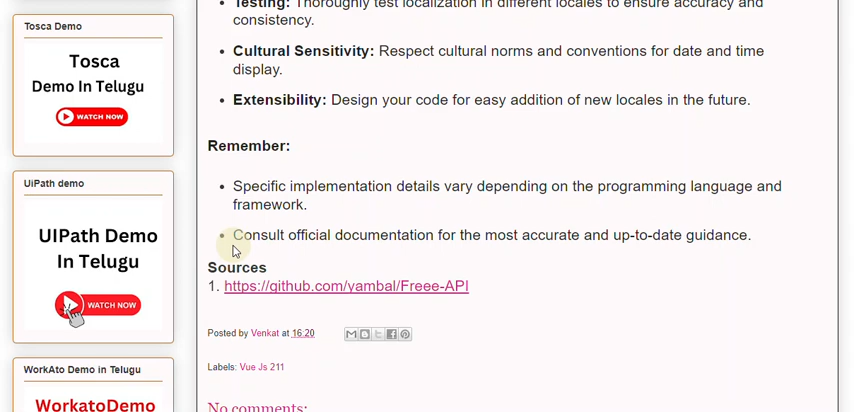 Tosca Demo
Tosca
Demo In Telugu
WATCH NOW
UiPath demo
UIPath Demo
In Telugu
WATCH NOW
WorkAto Demo in Telugu
WorkatoDemo
Testing: Thoroughly test localization in different locales to ensure accuracy and
consistency.
Cultural Sensitivity: Respect cultural norms and conventions for date and time
display.
Extensibility: Design your code for easy addition of new locales in the future.
Remember:
Specific implementation details vary depending on the programming language and
framework.
Consult official documentation for the most accurate and up-to-date guidance.
Sources
1. https://github.com/yambal/Freee-API
Posted by Venkat at 16:20
Labels: Vue Js 211
No comments: